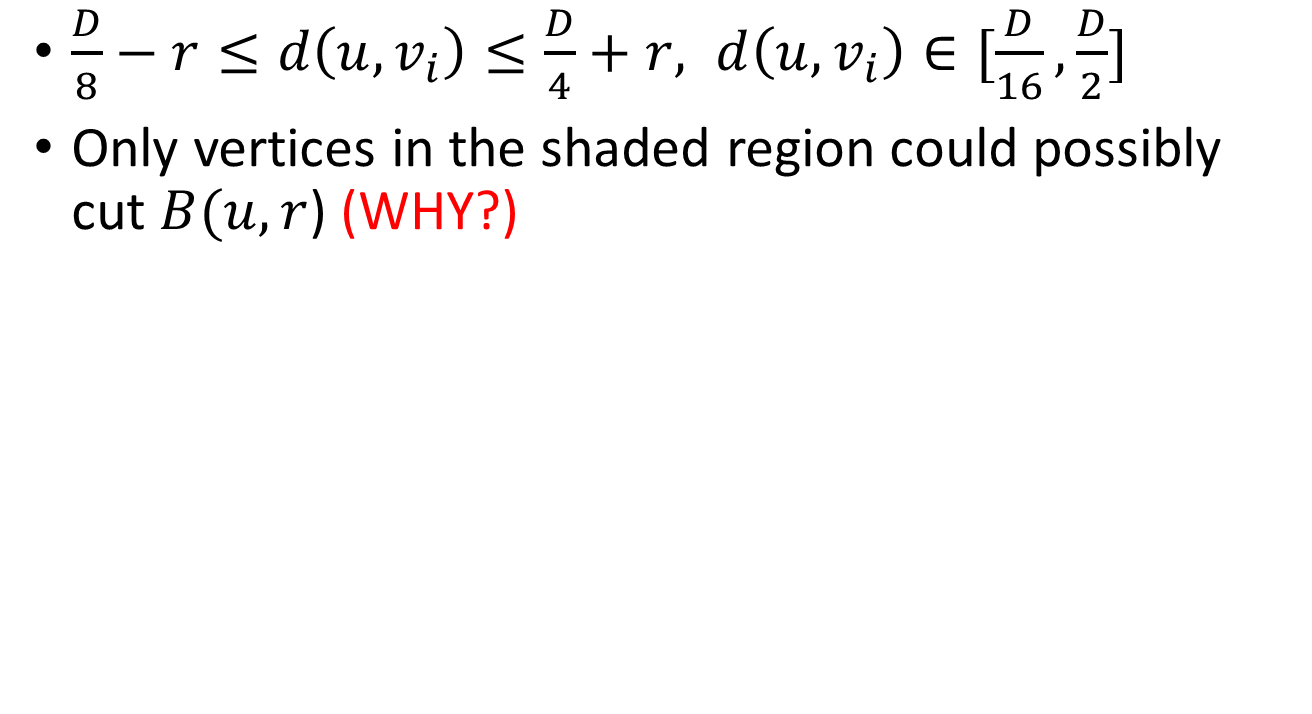 • D/8 − r ≤ d(u, v_i) ≤ D/4 + r, d(u, v_i) ∈ [D/16, D/2]
• Only vertices in the shaded region could possibly
cut B(u, r) (WHY?)